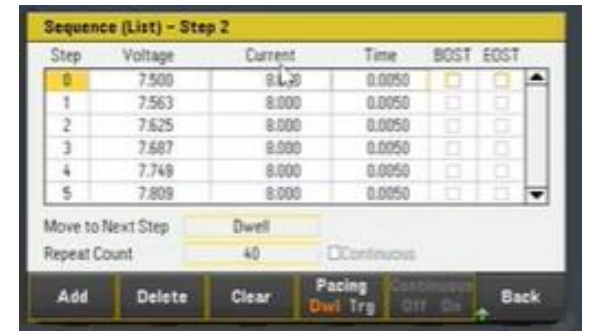 Sequence (List) – Step 2
Step Voltage Current Time BOST EOST
0 7.500 0.0050
1 7.563 8.000 0.0050
2 7.625 8.000 0.0050
3 7.687 8.000 0.0050
4 7.749 8.000 0.0050
5 7.809 8.000 0.0050
Move to Next Step Dwell
Repeat Count 40 Continuous
Add Delete Clear Pacing Continuous Back
Dwl Trg Off On